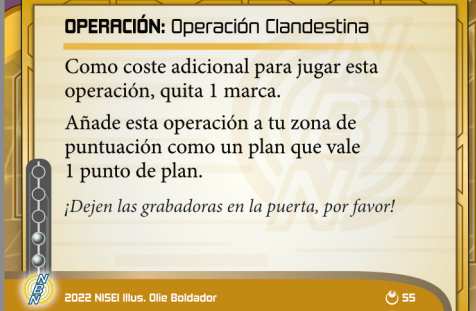 OPERACIÓN: Operación Clandestina
Como coste adicional para jugar esta
operación, quita 1 marca.
Añade esta operación a tu zona de
puntuación como un plan que vale
1 punto de plan.
¡Dejen las grabadoras en la puerta, por favor!
NBN
2022 NISEI Illus. Olie Boldador
55